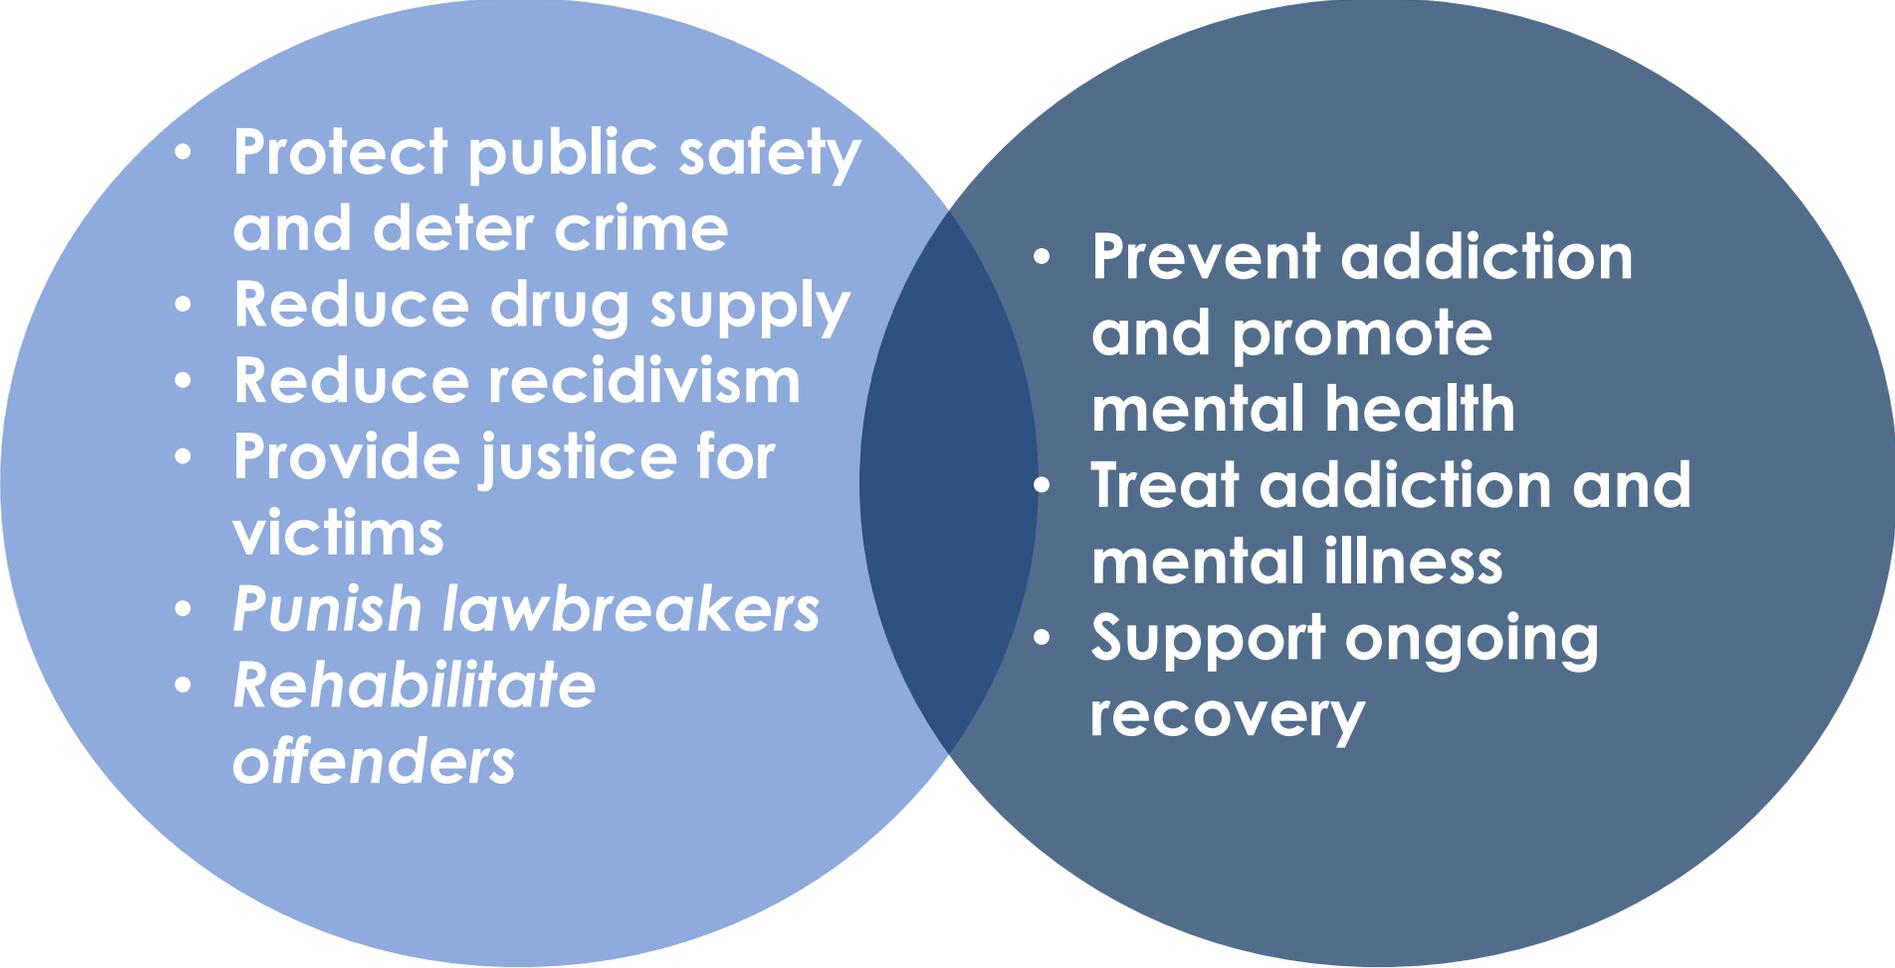 • Protect public safety
and deter crime
• Reduce drug supply
• Reduce recidivism
• Provide justice for
victims
• Punish lawbreakers
• Rehabilitate
offenders
• Prevent addiction
and promote
mental health
• Treat addiction and
mental illness
• Support ongoing
recovery